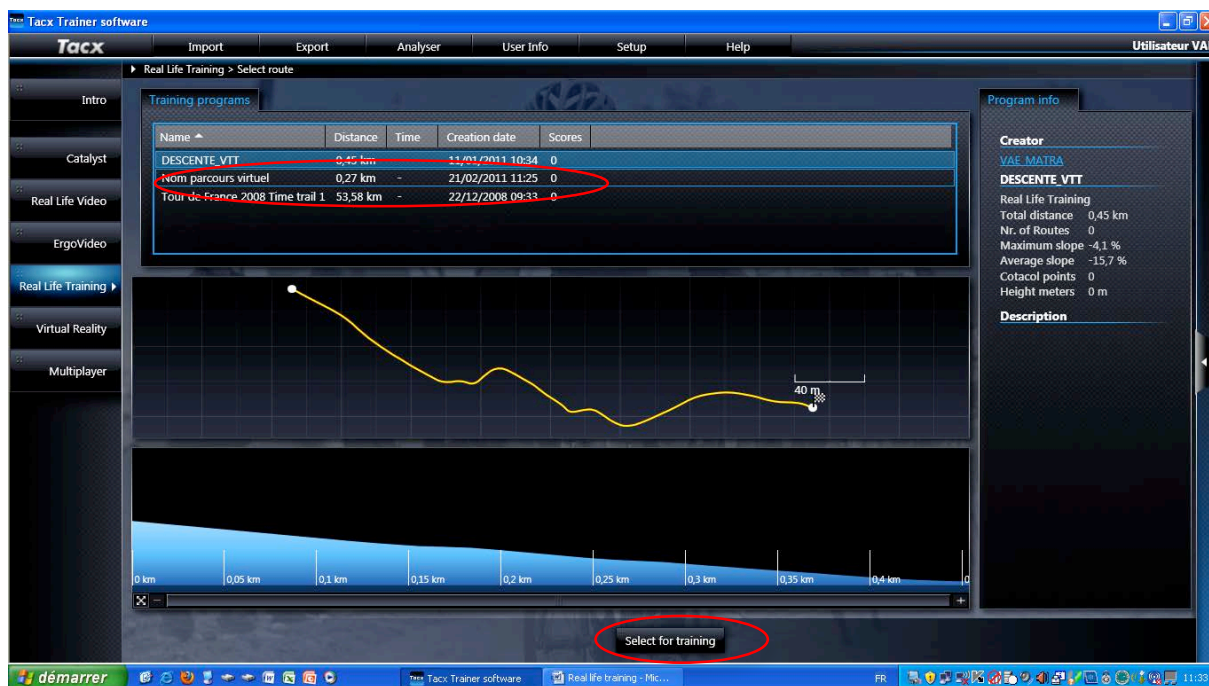 Tacx Trainer software
Tacx Import Export Analyser User Info Setup Help Utilisateur VA
Real Life Training > Select route
Intro
Catalyst
Real Life Video
ErgoVideo
Real Life Training
Virtual Reality
Multiplayer
Training programs
Name Distance Time Creation date Scores
DESCENTE_VTT 0,45 km 11/01/2011 10:34 0
Nom parcours virtuel 0,27 km - 21/02/2011 11:25 0
Tour de France 2008 Time trail 1 53,58 km - 22/12/2008 09:33 0
40 m
0 km 0,05 km 0,1 km 0,15 km 0,2 km 0,25 km 0,3 km 0,35 km 0,4 km 0
Select for training
Program info
Creator
VAE MATRA
DESCENTE_VTT
Real Life Training
Total distance 0,45 km
Nr. of Routes 0
Maximum slope -4,1 %
Average slope -15,7 %
Cotacol points 0
Height meters 0 m
Description
démarrer Tacx Trainer software Real life training - Mic... FR 11:33